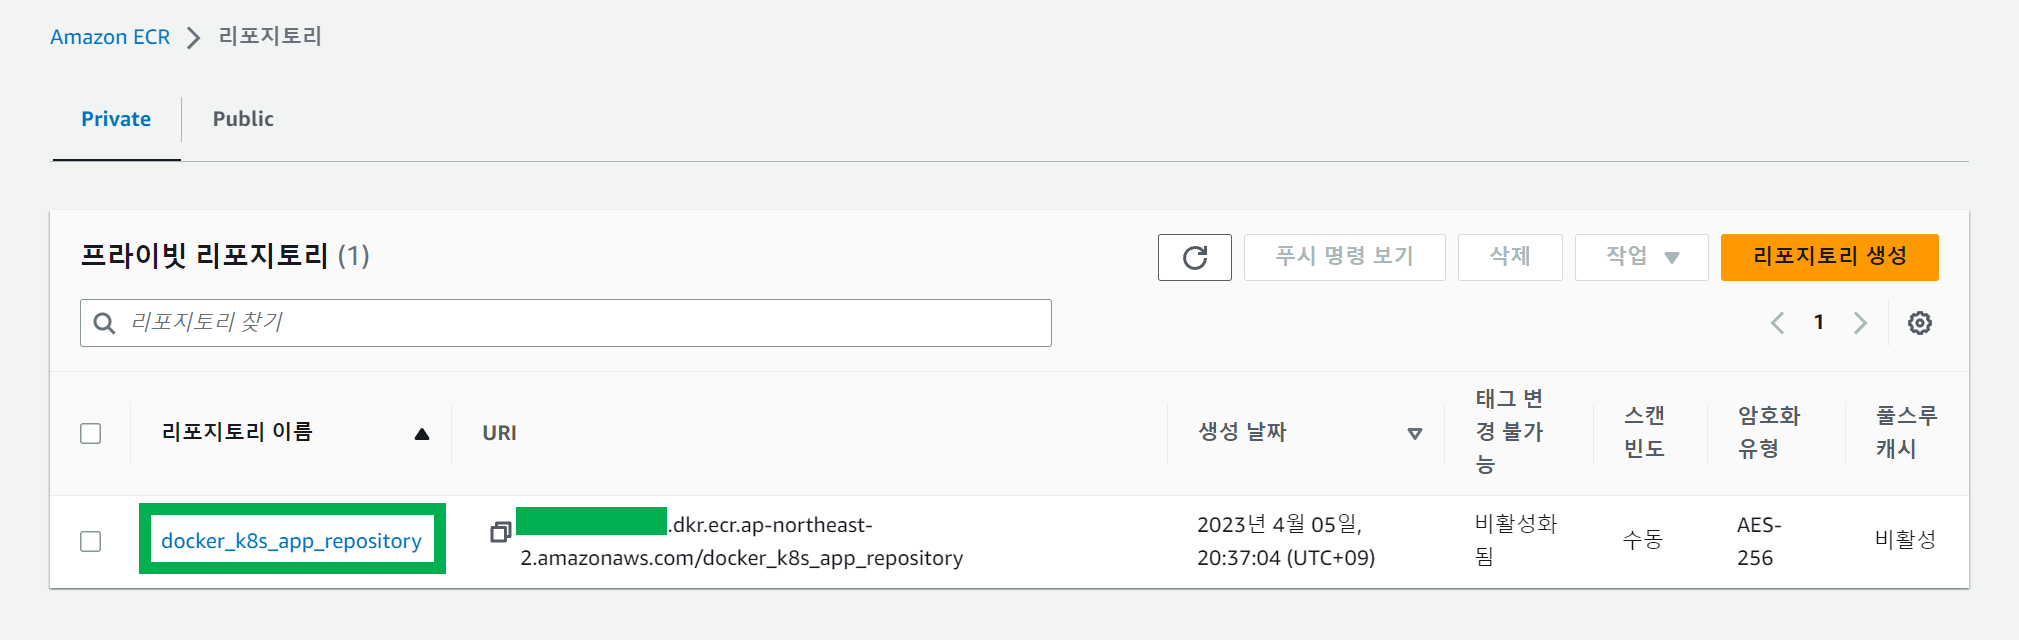 Amazon ECR > 리포지토리
Private Public
프라이빗 리포지토리 (1)
푸시 명령 보기 삭제 작업 리포지토리 생성
리포지토리 찾기
1
리포지토리 이름 URI 생성 날짜 태그 변경 불가능 스캔 빈도 암호화 유형 풀스루 캐시
docker_k8s_app_repository
.dkr.ecr.ap-northeast-
2.amazonaws.com/docker_k8s_app_repository
2023년 4월 05일,
20:37:04 (UTC+09)
비활성화
됨
수동
AES-
256
비활성